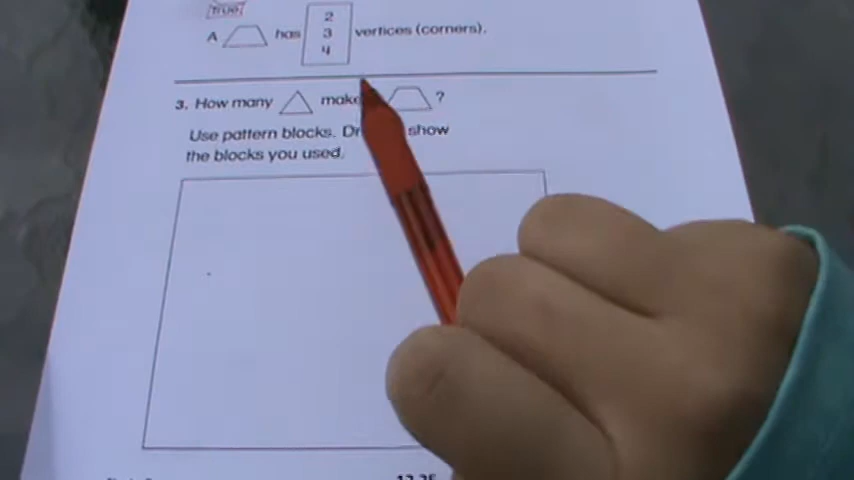 True
A has 2 3 4 vertices (corners).
3. How many make ?
Use pattern blocks. show
the blocks you used.